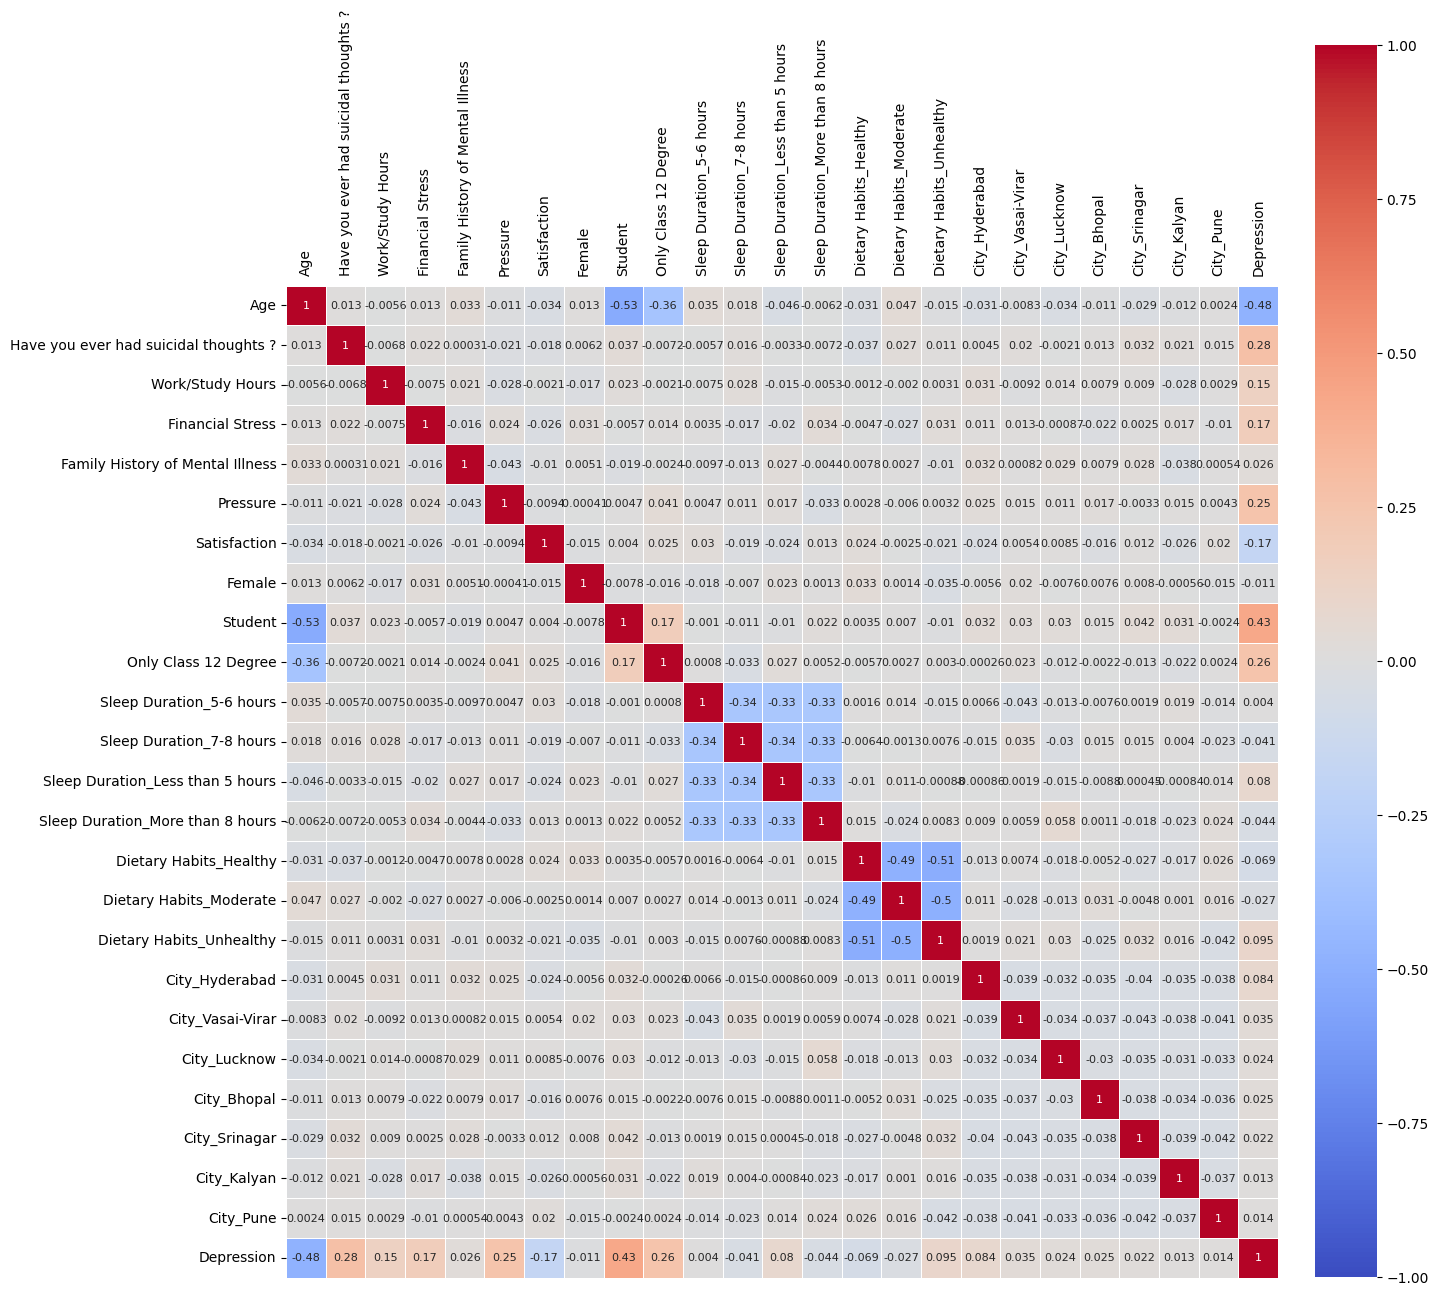 Age
Have you ever had suicidal thoughts ?
Work/Study Hours
Financial Stress
Family History of Mental Illness
Pressure
Satisfaction
Female
Student
Only Class 12 Degree
Sleep Duration_5-6 hours
Sleep Duration_7-8 hours
Sleep Duration_Less than 5 hours
Sleep Duration_More than 8 hours
Dietary Habits_Healthy
Dietary Habits_Moderate
Dietary Habits_Unhealthy
City_Hyderabad
City_Vasai-Virar
City_Lucknow
City_Bhopal
City_Srinagar
City_Kalyan
City_Pune
Depression
Age 1 0.013 -0.0056 0.013 0.033 -0.011 -0.034 0.013 -0.53 -0.36 0.035 0.018 -0.046 -0.0062 -0.031 0.047 -0.015 -0.031 -0.0083 -0.034 -0.011 -0.029 -0.012 0.0024 -0.48
Have you ever had suicidal thoughts ? 0.013 1 -0.0068 0.022 0.00031 -0.021 -0.018 0.0062 0.037 -0.0072 -0.0057 0.016 -0.0033 -0.0072 -0.037 0.027 0.011 0.0045 0.02 -0.0021 0.013 0.032 0.021 0.015 0.28
Work/Study Hours -0.0056 -0.0068 1 -0.0075 0.021 -0.028 -0.0021 -0.017 0.023 -0.0021 -0.0075 0.028 -0.015 -0.0053 -0.0012 -0.002 0.0031 0.031 -0.0092 0.014 0.0079 0.009 -0.028 0.0029 0.15
Financial Stress 0.013 0.022 -0.0075 1 -0.016 0.024 -0.026 0.031 -0.0057 0.014 0.0035 -0.017 -0.02 0.034 -0.0047 -0.027 0.031 0.011 0.013 -0.00087 -0.022 0.0025 0.017 -0.01 0.17
Family History of Mental Illness 0.033 0.00031 0.021 -0.016 1 -0.043 -0.01 0.0051 -0.019 -0.0024 -0.0097 -0.013 0.027 -0.0044 0.0078 0.0027 -0.01 0.032 0.00082 0.029 0.0079 0.028 -0.038 0.00054 0.026
Pressure -0.011 -0.021 -0.028 0.024 -0.043 1 -0.0094 -0.00041 0.0047 0.041 0.0047 0.011 0.017 -0.033 0.0028 -0.006 0.0032 0.025 0.015 0.011 0.017 -0.0033 0.015 0.0043 0.25
Satisfaction -0.034 -0.018 -0.0021 -0.026 -0.01 -0.0094 1 -0.015 0.004 0.025 0.03 -0.019 -0.024 0.013 0.024 -0.0025 -0.021 -0.024 0.0054 0.0085 -0.016 0.012 -0.026 0.02 -0.17
Female 0.013 0.0062 -0.017 0.031 0.0051 -0.00041 -0.015 1 -0.0078 -0.016 -0.018 -0.007 0.023 0.0013 0.033 0.0014 -0.035 -0.0056 0.02 -0.0076 0.0076 0.008 -0.00056 -0.015 -0.011
Student -0.53 0.037 0.023 -0.0057 -0.019 0.0047 0.004 -0.0078 1 0.17 -0.001 -0.011 -0.01 0.022 0.0035 0.007 -0.01 0.032 0.03 0.03 0.015 0.042 0.031 -0.0024 0.43
Only Class 12 Degree -0.36 -0.0072 -0.0021 0.014 -0.0024 0.041 0.025 -0.016 0.17 1 0.0008 -0.033 0.027 0.0052 -0.0057 0.0027 0.003 -0.00026 0.023 -0.012 -0.0022 -0.013 -0.022 0.0024 0.26
Sleep Duration_5-6 hours 0.035 -0.0057 -0.0075 0.0035 -0.0097 0.0047 0.03 -0.018 -0.001 0.0008 1 -0.34 -0.33 -0.33 0.0016 0.014 -0.015 0.0066 -0.043 -0.013 -0.0076 0.0019 0.019 -0.014 0.004
Sleep Duration_7-8 hours 0.018 0.016 0.028 -0.017 -0.013 0.011 -0.019 -0.007 -0.011 -0.033 -0.34 1 -0.34 -0.33 -0.0064 -0.0013 0.0076 -0.015 0.035 -0.03 0.015 0.015 0.004 -0.023 -0.041
Sleep Duration_Less than 5 hours -0.046 -0.0033 -0.015 -0.02 0.027 0.017 -0.024 0.023 -0.01 0.027 -0.33 -0.34 1 -0.33 -0.01 0.011 -0.00088 -0.00086 0.0019 -0.015 -0.0088 0.00045 -0.00084 0.014 0.08
Sleep Duration_More than 8 hours -0.0062 -0.0072 -0.0053 0.034 -0.0044 -0.033 0.013 0.0013 0.022 0.0052 -0.33 -0.33 -0.33 1 0.015 -0.024 0.0083 0.009 0.0059 0.058 0.0011 -0.018 -0.023 0.024 -0.044
Dietary Habits_Healthy -0.031 -0.037 -0.0012 -0.0047 0.0078 0.0028 0.024 0.033 0.0035 -0.0057 0.0016 -0.0064 -0.01 0.015 1 -0.49 -0.51 -0.013 0.0074 -0.018 -0.0052 -0.027 -0.017 0.026 -0.069
Dietary Habits_Moderate 0.047 0.027 -0.002 -0.027 0.0027 -0.006 -0.0025 0.0014 0.007 0.0027 0.014 -0.0013 0.011 -0.024 -0.49 1 -0.5 0.011 -0.028 -0.013 0.031 -0.0048 0.001 0.016 -0.027
Dietary Habits_Unhealthy -0.015 0.011 0.0031 0.031 -0.01 0.0032 -0.021 -0.035 -0.01 0.003 -0.015 0.0076 -0.00088 0.0083 -0.51 -0.5 1 0.0019 0.021 0.03 -0.025 0.032 0.016 -0.042 0.095
City_Hyderabad -0.031 0.0045 0.031 0.011 0.032 0.025 -0.024 -0.0056 0.032 -0.00026 0.0066 -0.015 -0.00086 0.009 -0.013 0.011 0.0019 1 -0.039 -0.032 -0.035 -0.04 -0.035 -0.038 0.084
City_Vasai-Virar -0.0083 0.02 -0.0092 0.013 0.00082 0.015 0.0054 0.02 0.03 0.023 -0.043 0.035 0.0019 0.0059 0.0074 -0.028 0.021 -0.039 1 -0.034 -0.037 -0.043 -0.038 -0.041 0.035
City_Lucknow -0.034 -0.0021 0.014 -0.00087 0.029 0.011 0.0085 -0.0076 0.03 -0.012 -0.013 -0.03 -0.015 0.058 -0.018 -0.013 0.03 -0.032 -0.034 1 -0.03 -0.035 -0.031 -0.033 0.024
City_Bhopal -0.011 0.013 0.0079 -0.022 0.0079 0.017 -0.016 0.0076 0.015 -0.0022 -0.0076 0.015 -0.0088 0.0011 -0.0052 0.031 -0.025 -0.035 -0.037 -0.03 1 -0.038 -0.034 -0.036 0.025
City_Srinagar -0.029 0.032 0.009 0.0025 0.028 -0.0033 0.012 0.008 0.042 -0.013 0.0019 0.015 0.00045 -0.018 -0.027 -0.0048 0.032 -0.04 -0.043 -0.035 -0.038 1 -0.039 -0.042 0.022
City_Kalyan -0.012 0.021 -0.028 0.017 -0.038 0.015 -0.026 -0.00056 0.031 -0.022 0.019 0.004 -0.00084 -0.023 -0.017 0.001 0.016 -0.035 -0.038 -0.031 -0.034 -0.039 1 -0.037 0.013
City_Pune 0.0024 0.015 0.0029 -0.01 0.00054 0.0043 0.02 -0.015 -0.0024 0.0024 -0.014 -0.023 0.014 0.024 0.026 0.016 -0.042 -0.038 -0.041 -0.033 -0.036 -0.042 -0.037 1 0.014
Depression -0.48 0.28 0.15 0.17 0.026 0.25 -0.17 -0.011 0.43 0.26 0.004 -0.041 0.08 -0.044 -0.069 -0.027 0.095 0.084 0.035 0.024 0.025 0.022 0.013 0.014 1
1.00
0.75
0.50
0.25
0.00
−0.25
−0.50
−0.75
−1.00